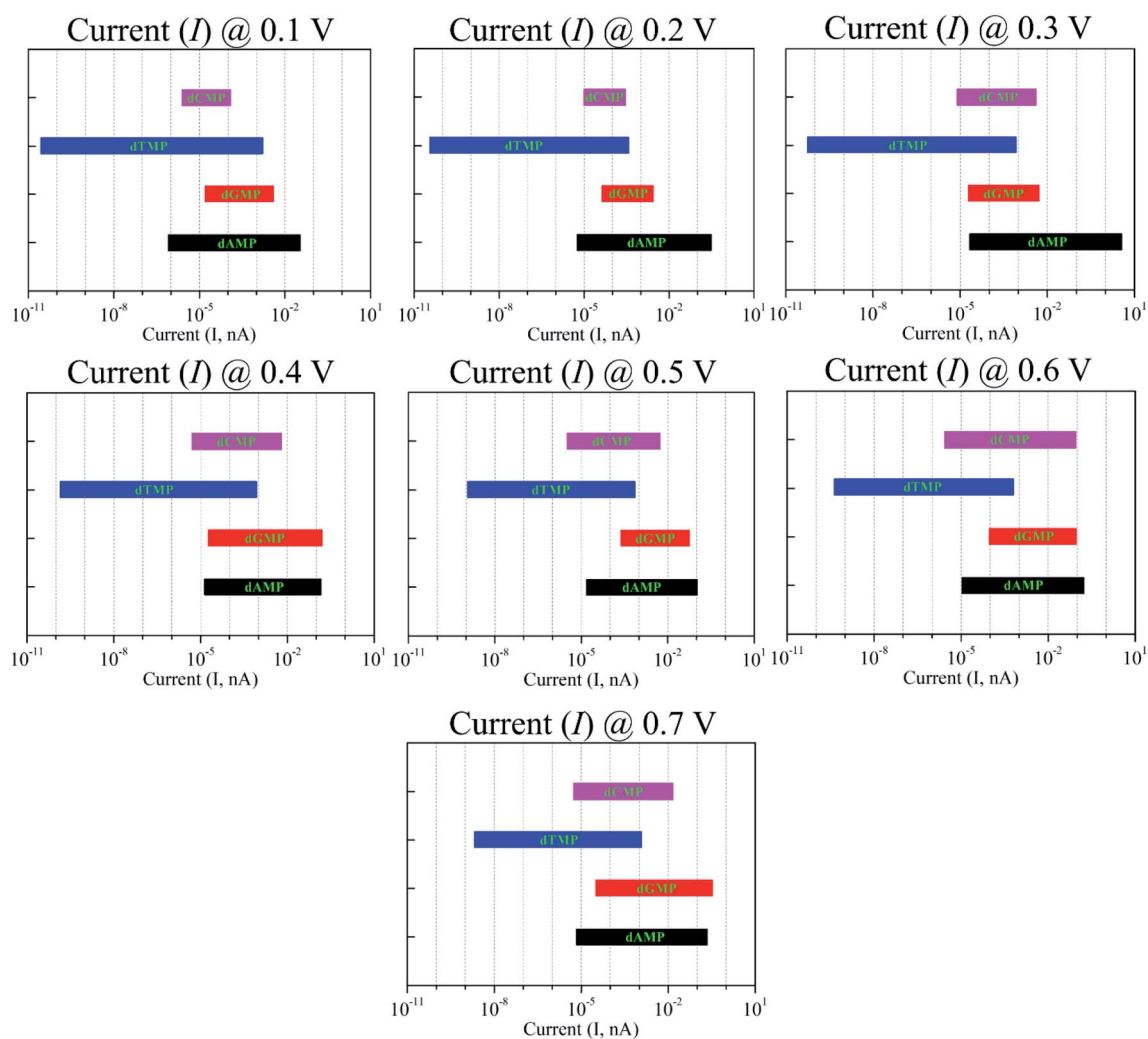 Current (I) @ 0.1 V
dCMP
dTMP
dGMP
dAMP
10⁻¹¹ 10⁻⁸ 10⁻⁵ 10⁻² 10¹
Current (I, nA)
Current (I) @ 0.2 V
dCMP
dTMP
dGMP
dAMP
10⁻¹¹ 10⁻⁸ 10⁻⁵ 10⁻² 10¹
Current (I, nA)
Current (I) @ 0.3 V
dCMP
dTMP
dGMP
dAMP
10⁻¹¹ 10⁻⁸ 10⁻⁵ 10⁻² 10¹
Current (I, nA)
Current (I) @ 0.4 V
dCMP
dTMP
dGMP
dAMP
10⁻¹¹ 10⁻⁸ 10⁻⁵ 10⁻² 10¹
Current (I, nA)
Current (I) @ 0.5 V
dCMP
dTMP
dGMP
dAMP
10⁻¹¹ 10⁻⁸ 10⁻⁵ 10⁻² 10¹
Current (I, nA)
Current (I) @ 0.6 V
dCMP
dTMP
dGMP
dAMP
10⁻¹¹ 10⁻⁸ 10⁻⁵ 10⁻² 10¹
Current (I, nA)
Current (I) @ 0.7 V
dCMP
dTMP
dGMP
dAMP
10⁻¹¹ 10⁻⁸ 10⁻⁵ 10⁻² 10¹
Current (I, nA)